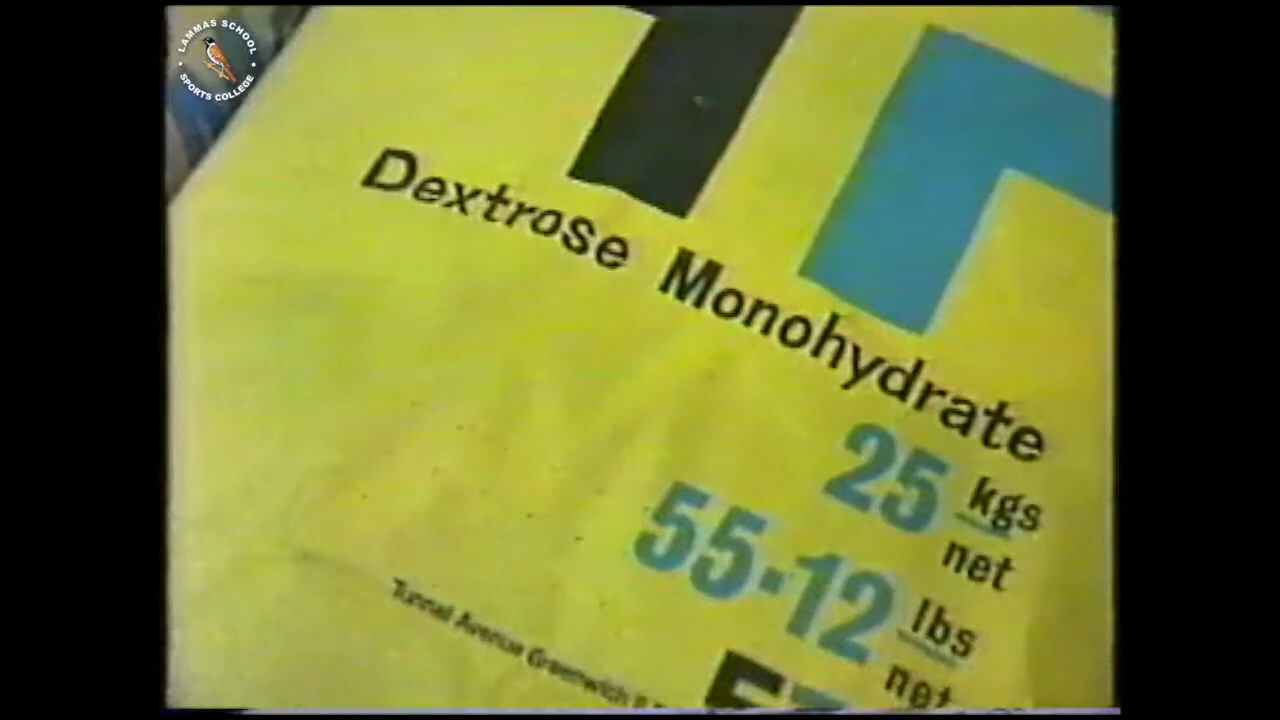 LAMMAS SCHOOL
SPORTS COLLEGE
Dextrose Monohydrate
25 kgs
net
55·12 lbs
net
Tunnel Avenue Greenwich